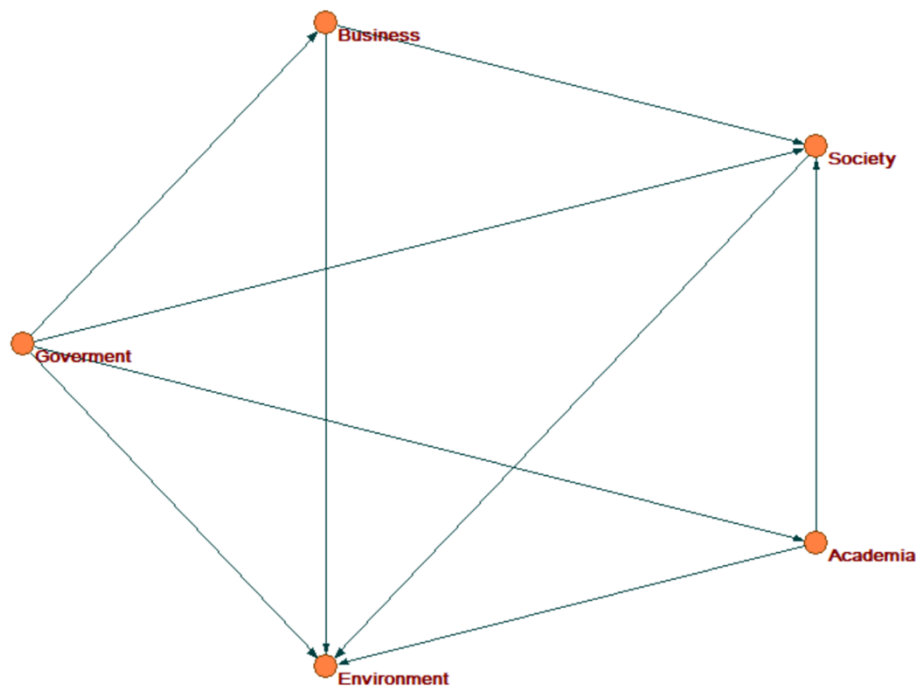 Business
Society
Goverment
Academia
Environment